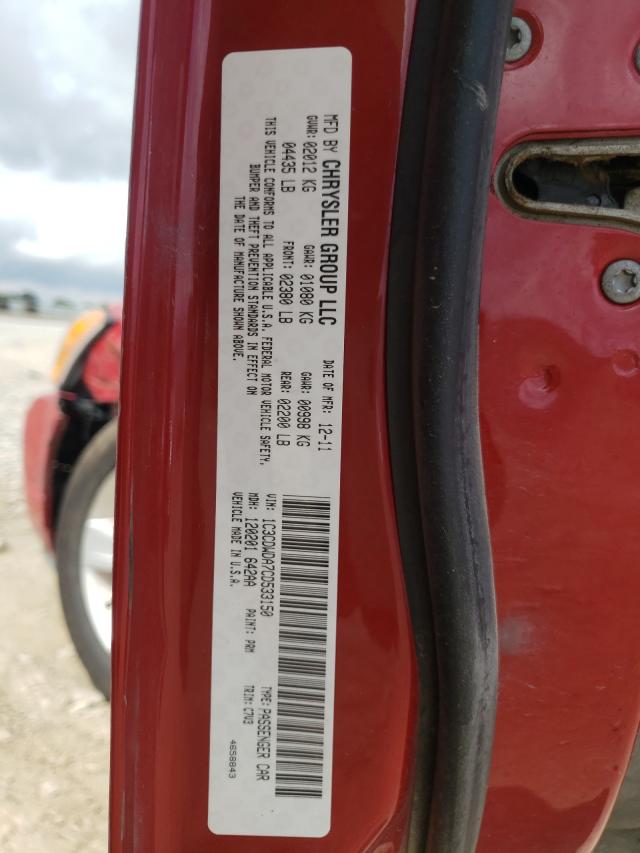 MFD BY CHRYSLER GROUP LLC DATE OF MFR: 12-11
GVWR: 02012 KG GAWR: 01080 KG GAWR: 00998 KG
04435 LB FRONT: 02380 LB REAR: 02200 LB
THIS VEHICLE CONFORMS TO ALL APPLICABLE U.S.A. FEDERAL MOTOR VEHICLE SAFETY,
BUMPER AND THEFT PREVENTION STANDARDS IN EFFECT ON
THE DATE OF MANUFACTURE SHOWN ABOVE.
VIN: 1C3CDWDA7CD533150 TYPE: PASSENGER CAR
MDH: 120201 642AA PAINT: PRM TRIM: C7V3
VEHICLE MADE IN U.S.A. 4658843